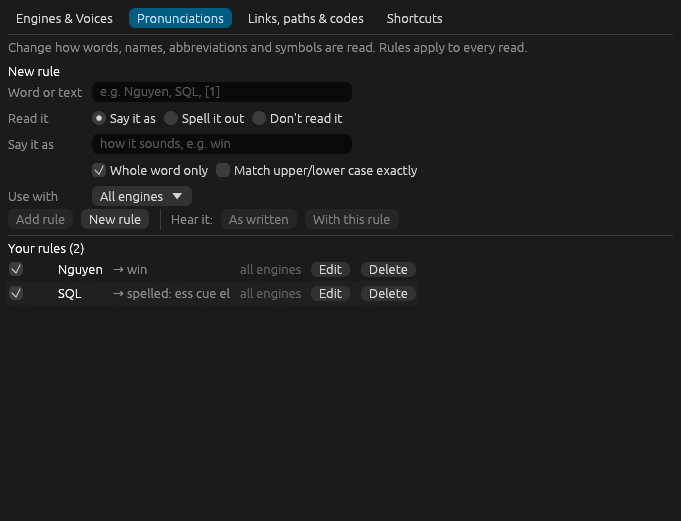 Engines & Voices Pronunciations Links, paths & codes Shortcuts
Change how words, names, abbreviations and symbols are read. Rules apply to every read.
New rule
Word or text e.g. Nguyen, SQL, [1]
Read it Say it as Spell it out Don't read it
Say it as how it sounds, e.g. win
Whole word only Match upper/lower case exactly
Use with All engines
Add rule New rule Hear it: As written With this rule
Your rules (2)
Nguyen → win all engines Edit Delete
SQL → spelled: ess cue el all engines Edit Delete